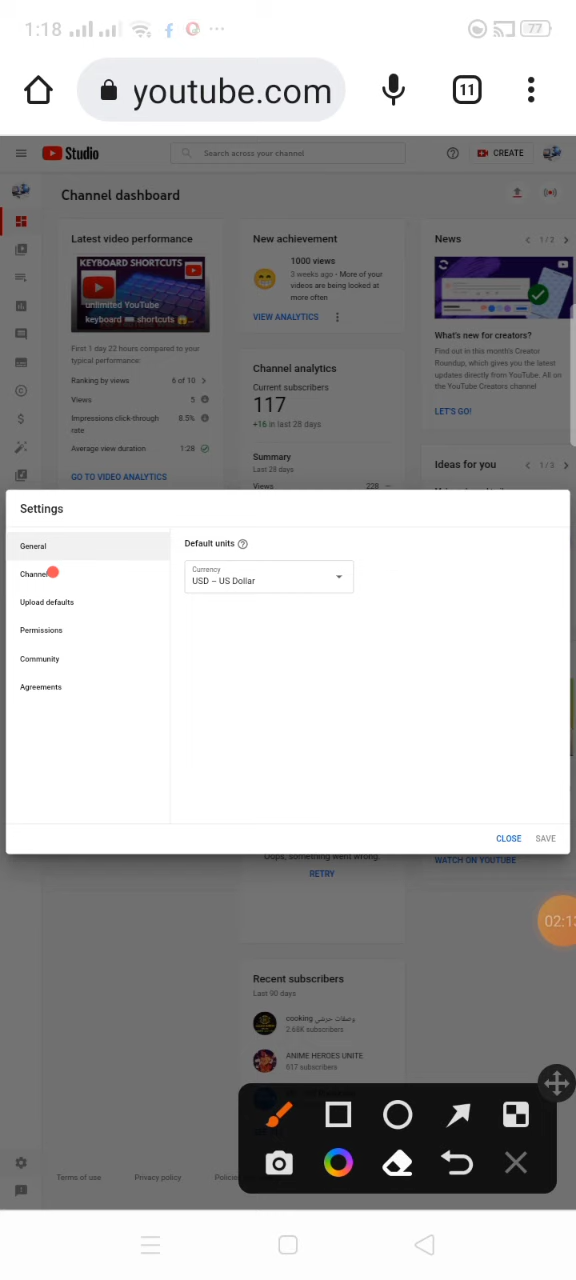 1:18
77
youtube.com
11
Studio
Search across your channel
CREATE
Channel dashboard
Latest video performance
KEYBOARD SHORTCUTS
unlimited YouTube
keyboard shortcuts
First 1 day 22 hours compared to your
typical performance:
Ranking by views 6 of 10
Views 5
Impressions click-through
rate 8.5%
Average view duration 1:28
GO TO VIDEO ANALYTICS
New achievement
1000 views
3 weeks ago • More of your
videos are being looked at
more often
VIEW ANALYTICS
Channel analytics
Current subscribers
117
+16 in last 28 days
Summary
Last 28 days
Views 228 —
News 1 / 2
What's new for creators?
Find out in this month's Creator
Roundup, which gives you the latest
updates directly from YouTube. All on
the YouTube Creators channel
LET'S GO!
Ideas for you 1 / 3
Settings
General
Channel
Upload defaults
Permissions
Community
Agreements
Default units
Currency
USD – US Dollar
CLOSE
SAVE
Oops, something went wrong.
RETRY
WATCH ON YOUTUBE
02:13
Recent subscribers
Last 90 days
cooking وصفات حرشي
2.68K subscribers
ANIME HEROES UNITE
617 subscribers
Terms of use
Privacy policy